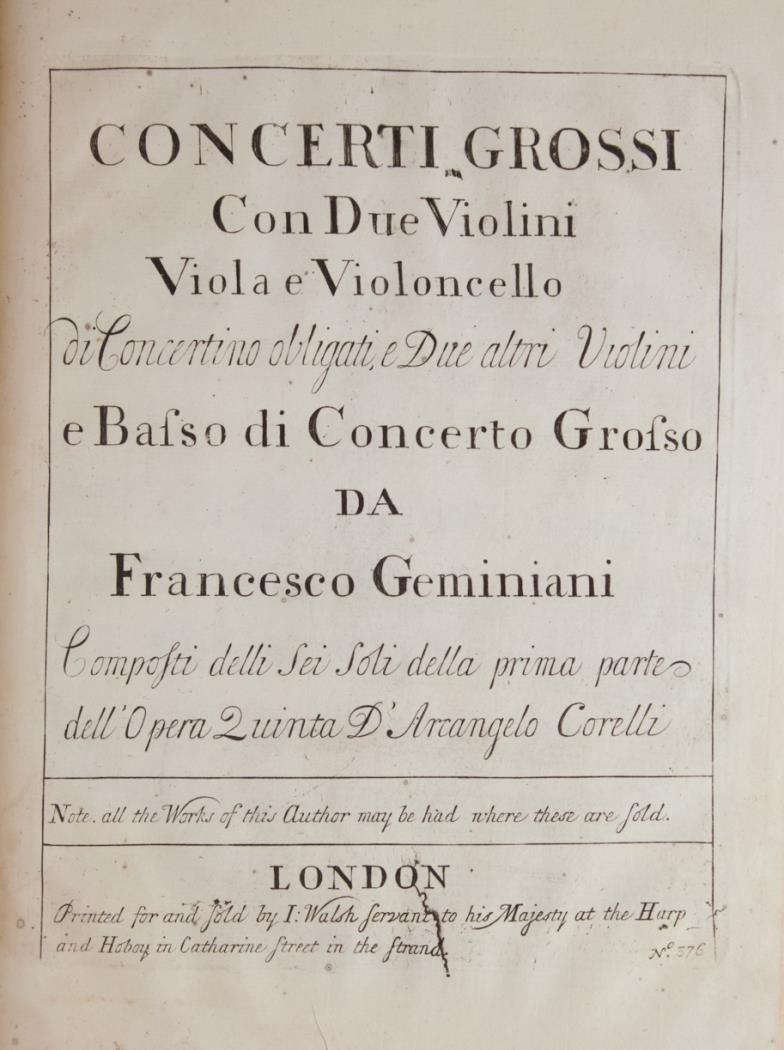 CONCERTI GROSSI
Con Due Violini
Viola e Violoncello
di Concertino obligati, e Due altri Violini
e Baſso di Concerto Groſso
DA
Francesco Geminiani
Compoſti delli Sei Soli della prima parte
dell'Opera Quinta D'Arcangelo Corelli
Note. all the Works of this Author may be had where these are ſold.
LONDON
Printed for and ſold by I: Walsh ſervant to his Majesty at the Harp
and Hoboy in Catharine ſtreet in the ſtrand.
No. 376